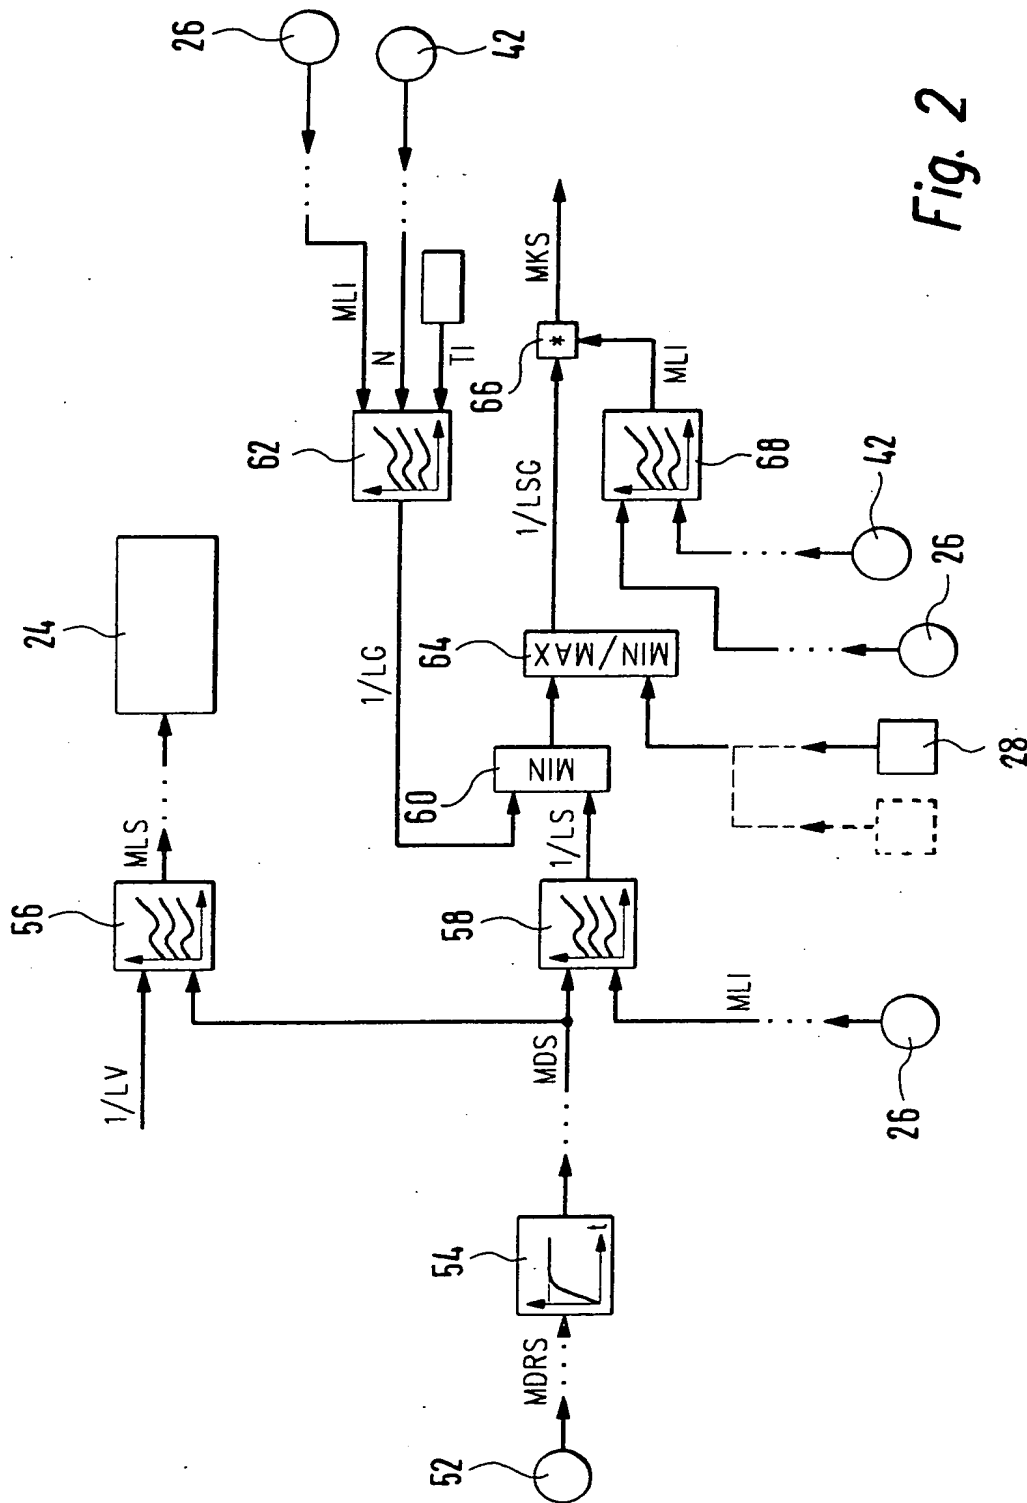 26
42
MLI
N
TI
62
24
1/LG
MKS
66
*
MLI
68
42
26
1/LSG
64
MIN/MAX
28
60
MIN
1/LS
MLS
56
58
MLI
26
1/LV
MDS
54
t
MDRS
52
Fig. 2